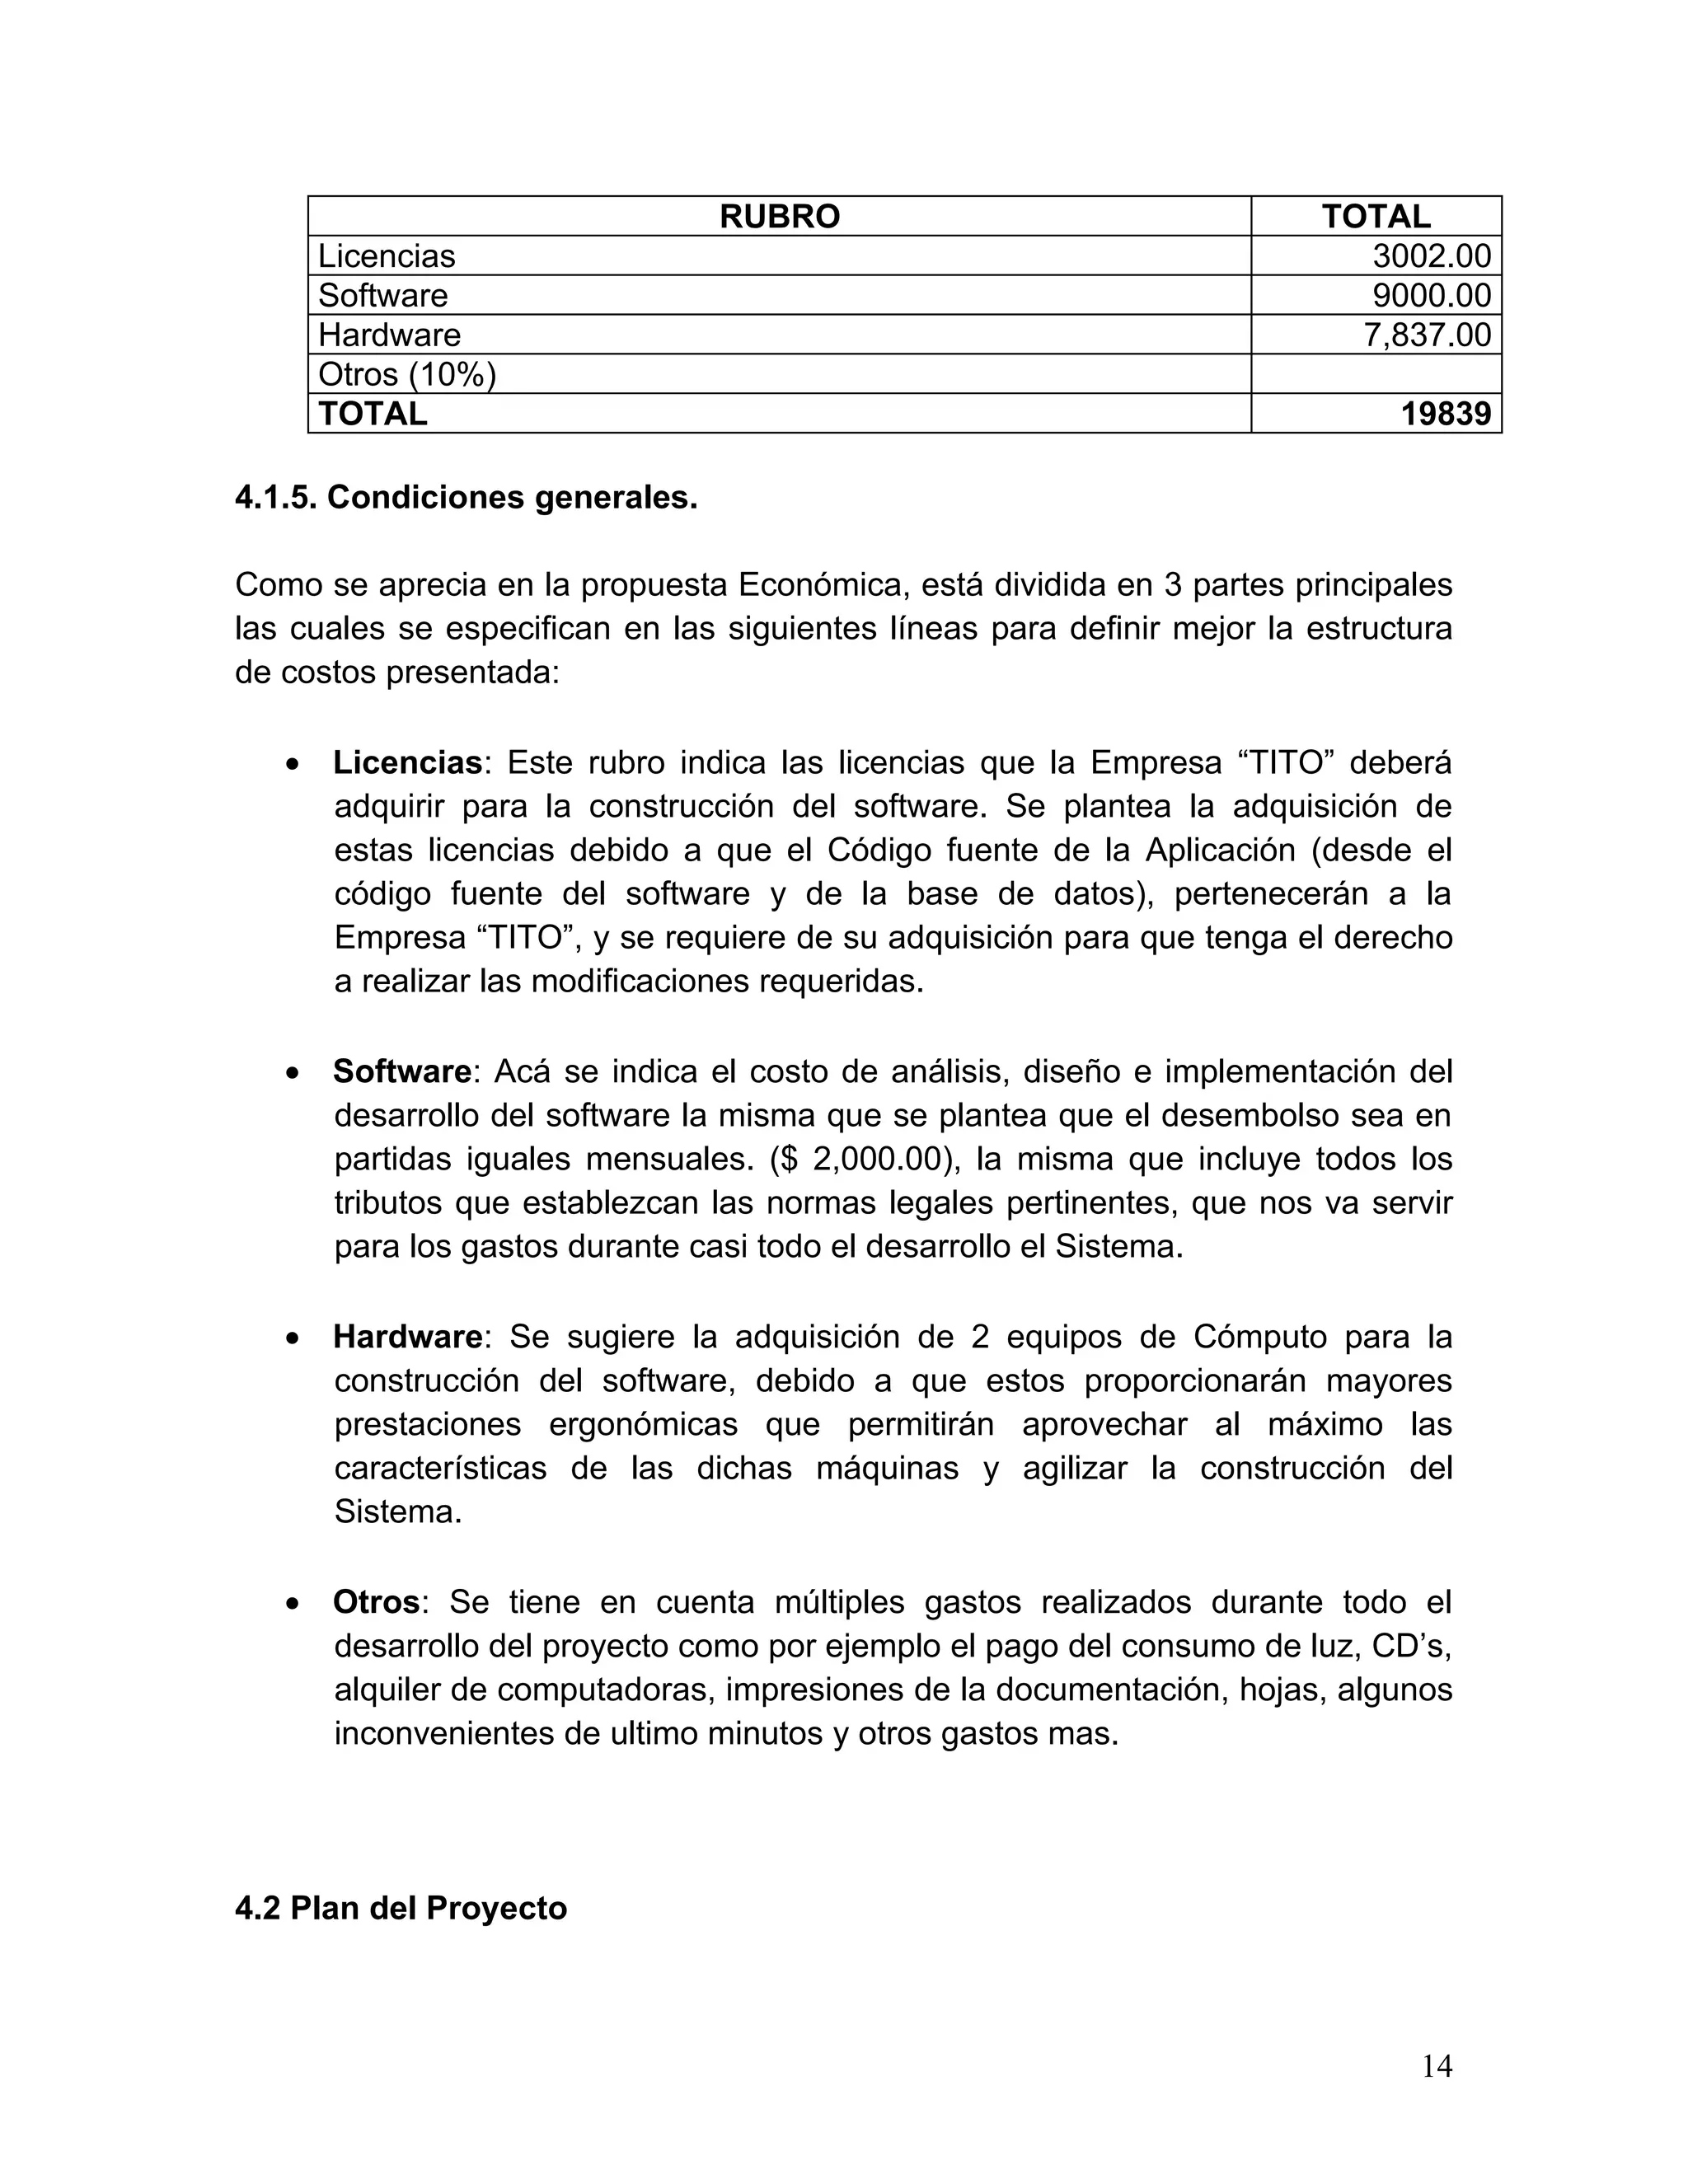 RUBRO TOTAL
Licencias 3002.00
Software 9000.00
Hardware 7,837.00
Otros (10%)
TOTAL 19839
4.1.5. Condiciones generales.
Como se aprecia en la propuesta Económica, está dividida en 3 partes principales
las cuales se especifican en las siguientes líneas para definir mejor la estructura
de costos presentada:
• Licencias: Este rubro indica las licencias que la Empresa “TITO” deberá
adquirir para la construcción del software. Se plantea la adquisición de
estas licencias debido a que el Código fuente de la Aplicación (desde el
código fuente del software y de la base de datos), pertenecerán a la
Empresa “TITO”, y se requiere de su adquisición para que tenga el derecho
a realizar las modificaciones requeridas.
• Software: Acá se indica el costo de análisis, diseño e implementación del
desarrollo del software la misma que se plantea que el desembolso sea en
partidas iguales mensuales. ($ 2,000.00), la misma que incluye todos los
tributos que establezcan las normas legales pertinentes, que nos va servir
para los gastos durante casi todo el desarrollo el Sistema.
• Hardware: Se sugiere la adquisición de 2 equipos de Cómputo para la
construcción del software, debido a que estos proporcionarán mayores
prestaciones ergonómicas que permitirán aprovechar al máximo las
características de las dichas máquinas y agilizar la construcción del
Sistema.
• Otros: Se tiene en cuenta múltiples gastos realizados durante todo el
desarrollo del proyecto como por ejemplo el pago del consumo de luz, CD’s,
alquiler de computadoras, impresiones de la documentación, hojas, algunos
inconvenientes de ultimo minutos y otros gastos mas.
4.2 Plan del Proyecto
14